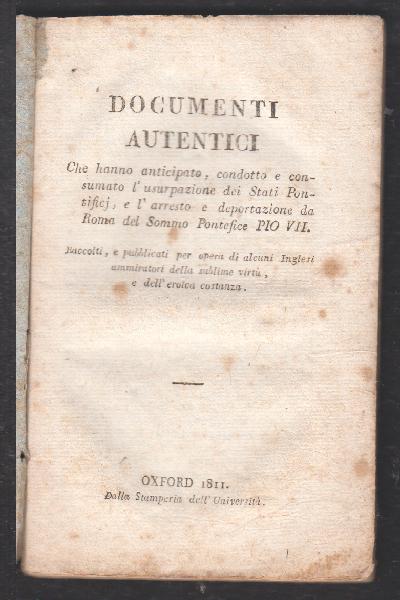 DOCUMENTI
AUTENTICI
Che hanno anticipato, condotto e con-
sumato l'usurpazione dei Stati Pon-
tificj, e l'arresto e deportazione da
Roma del Sommo Pontefice PIO VII.
Raccolti, e pubblicati per opera di alcuni Inglesi
ammiratori della sublime virtù,
e dell'eroica costanza.
OXFORD 1811.
Dalla Stamperia dell'Università.